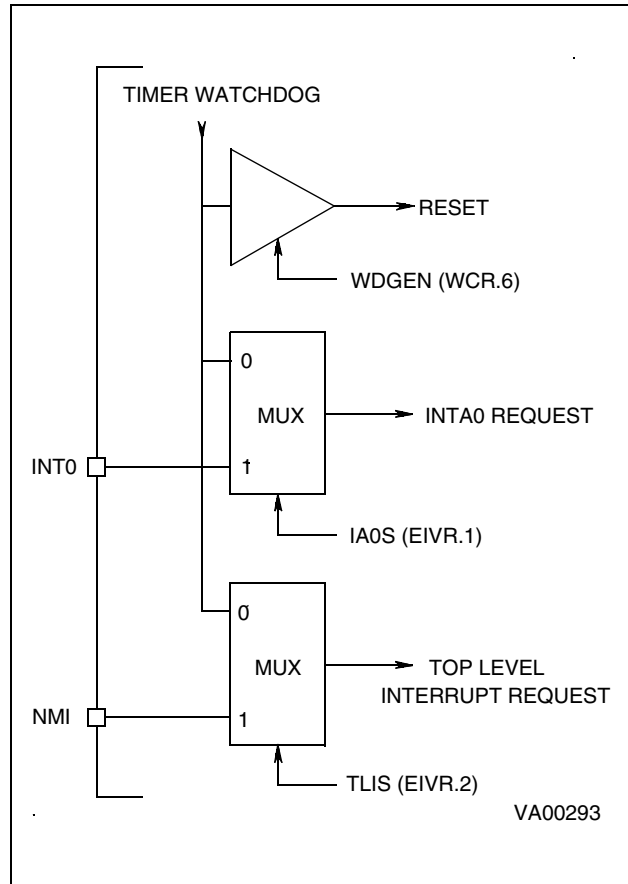 TIMER WATCHDOG
RESET
WDGEN (WCR.6)
0
MUX
INTA0 REQUEST
INT0
1
IA0S (EIVR.1)
0
MUX
TOP LEVEL
INTERRUPT REQUEST
NMI
1
TLIS (EIVR.2)
VA00293